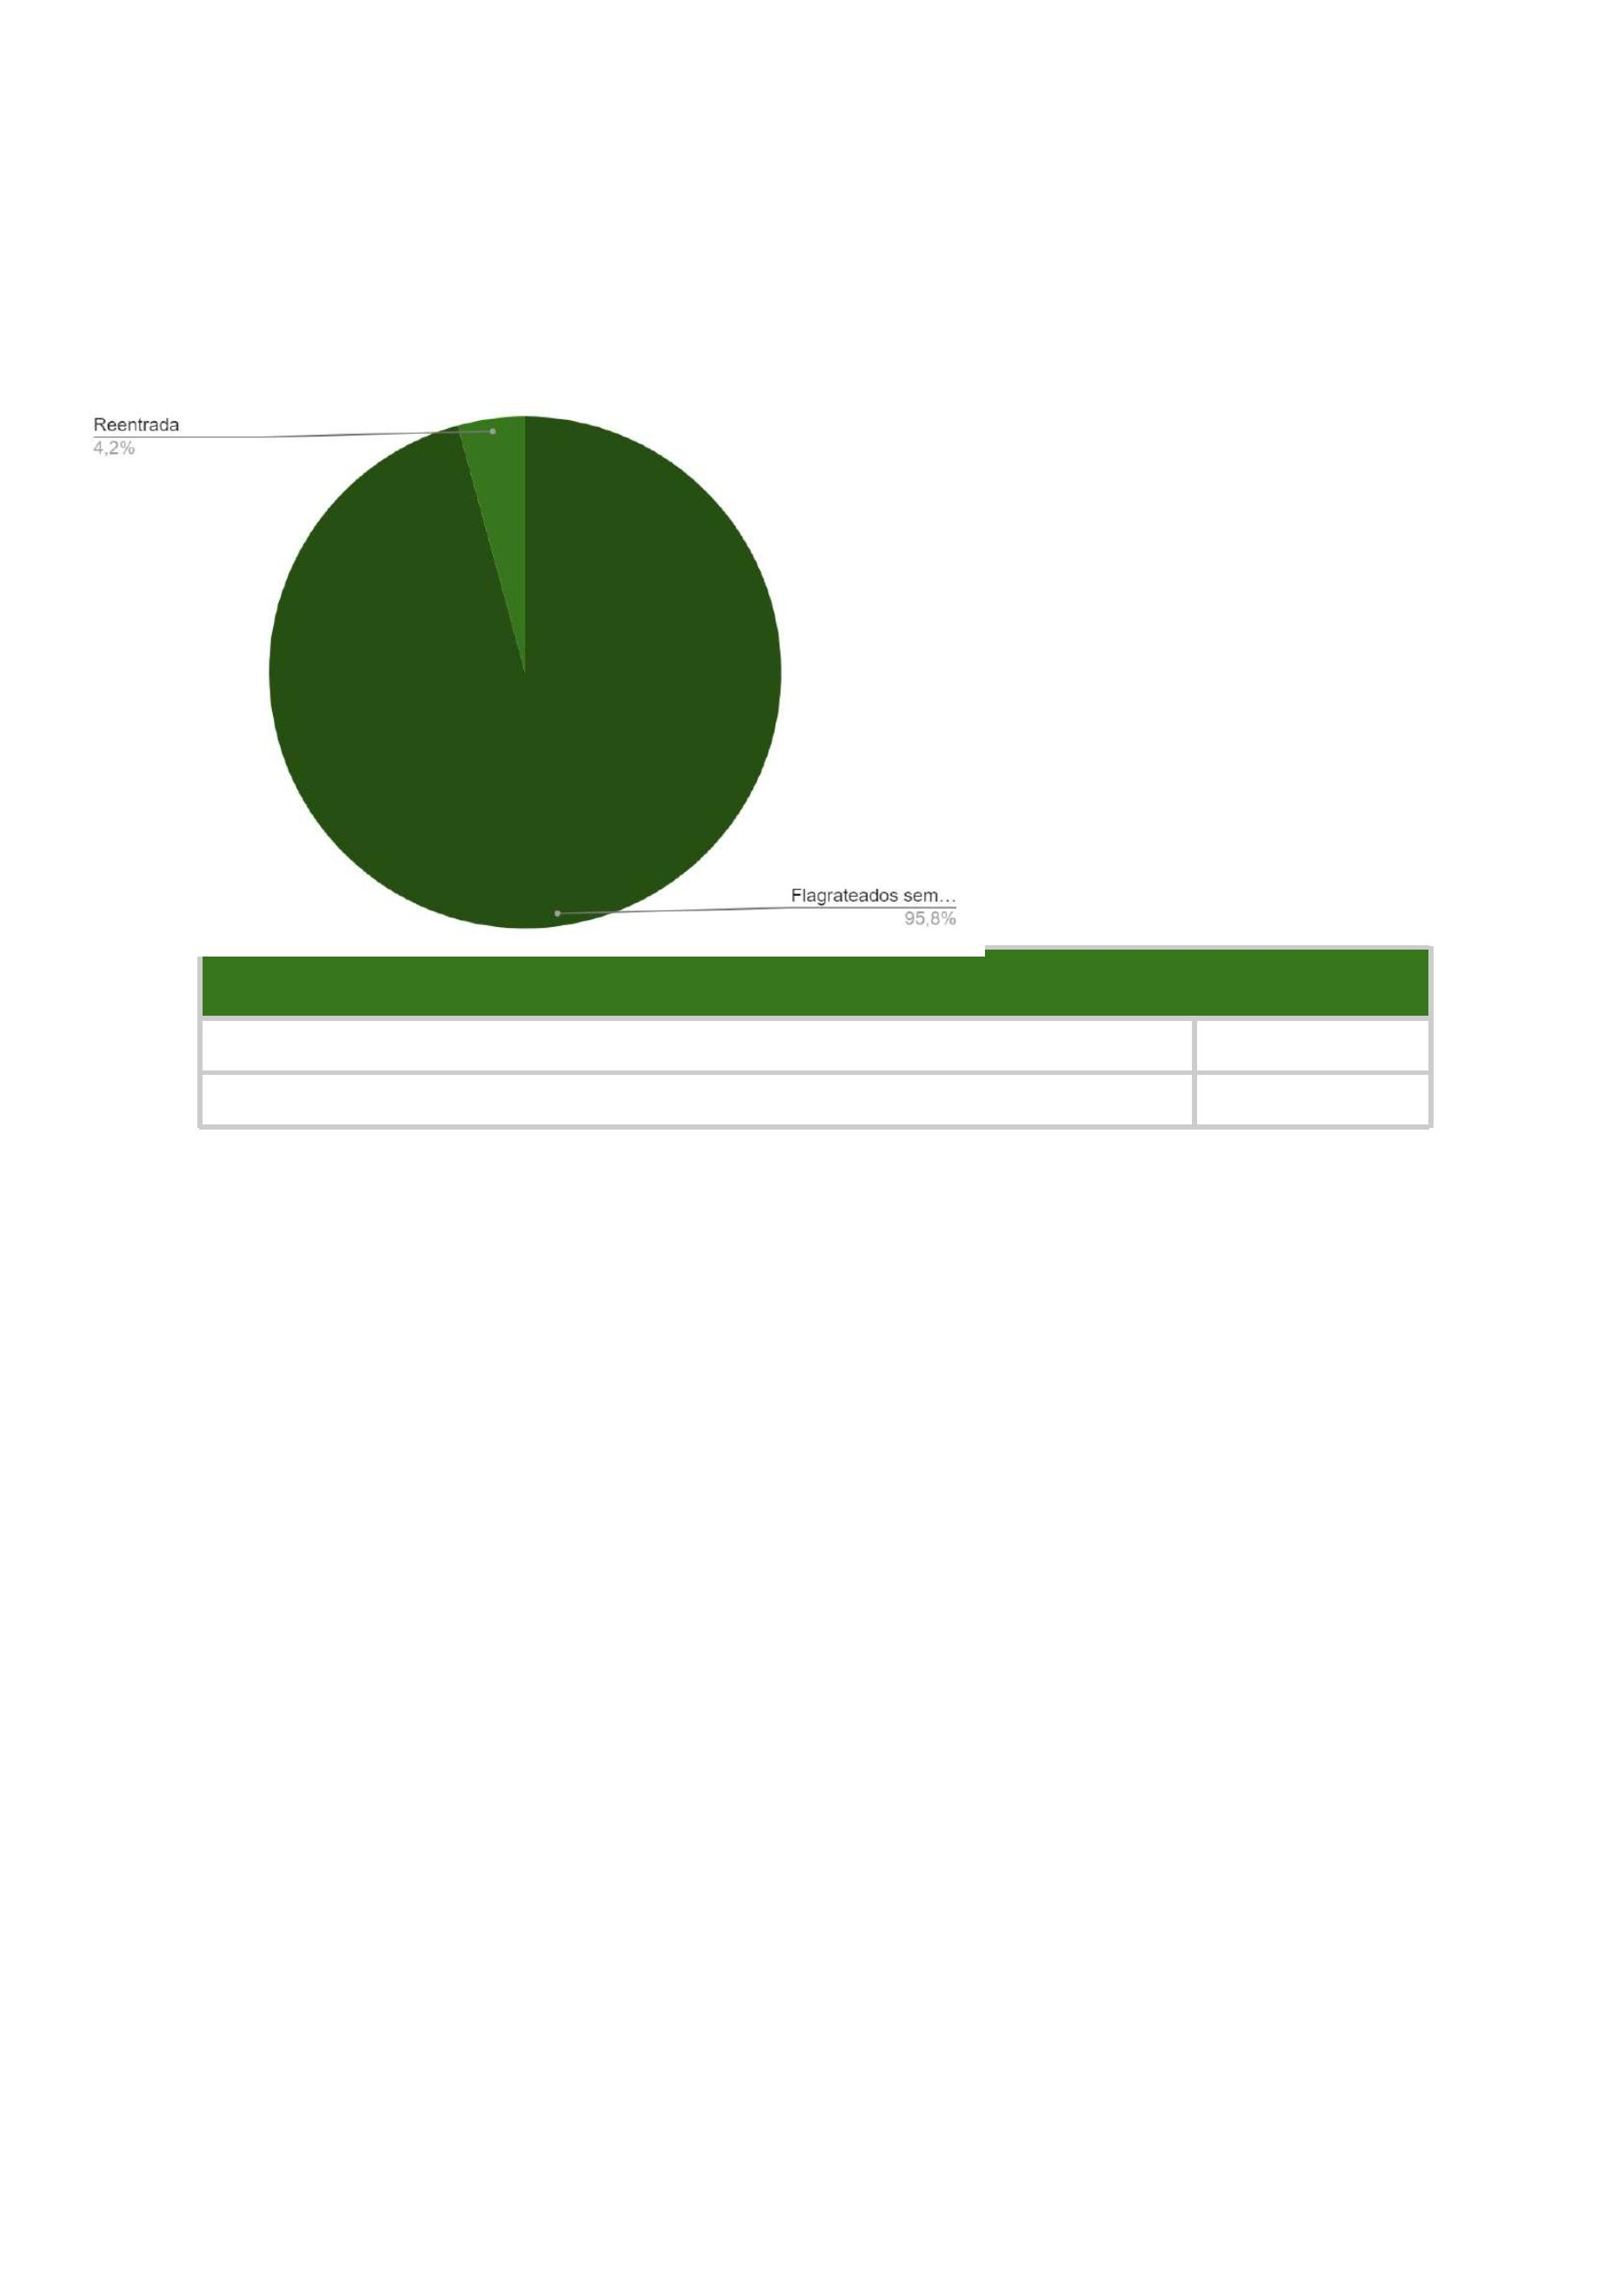 Reentrada
4,2%
Flagrateados sem…
95,8%